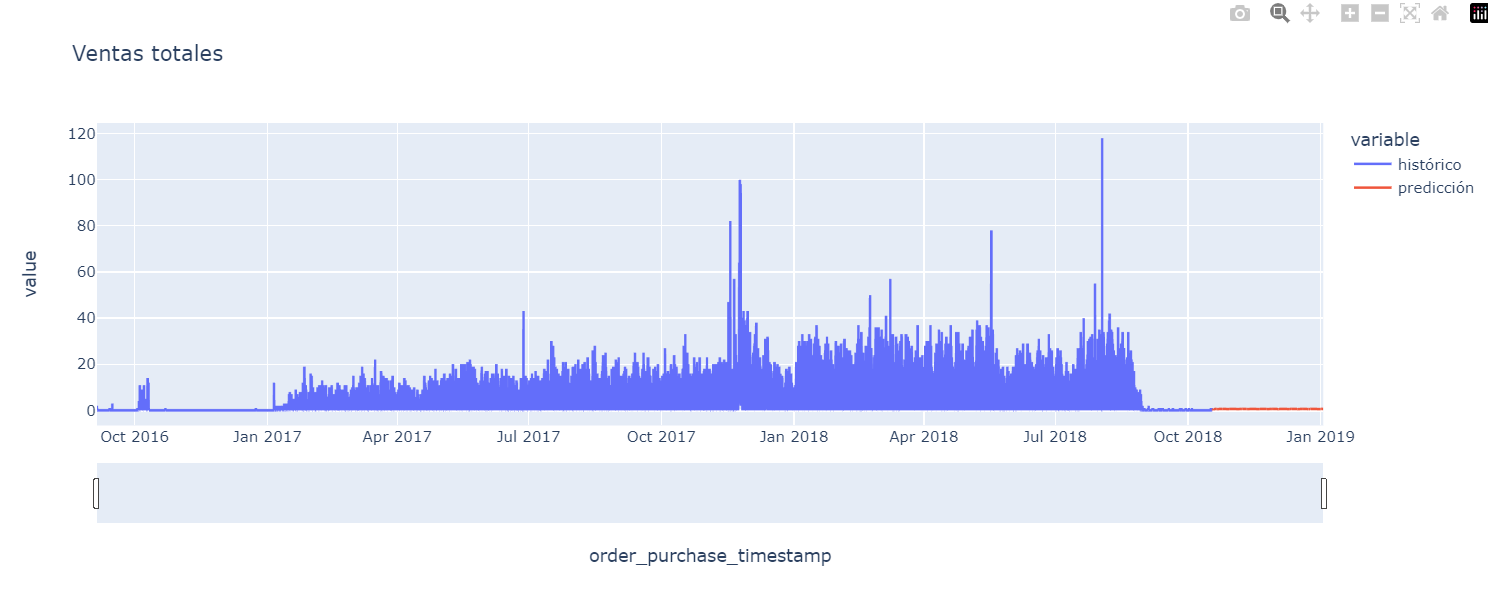 Ventas totales
120
100
80
60
40
20
0
value
Oct 2016 Jan 2017 Apr 2017 Jul 2017 Oct 2017 Jan 2018 Apr 2018 Jul 2018 Oct 2018 Jan 2019
order_purchase_timestamp
variable
histórico
predicción